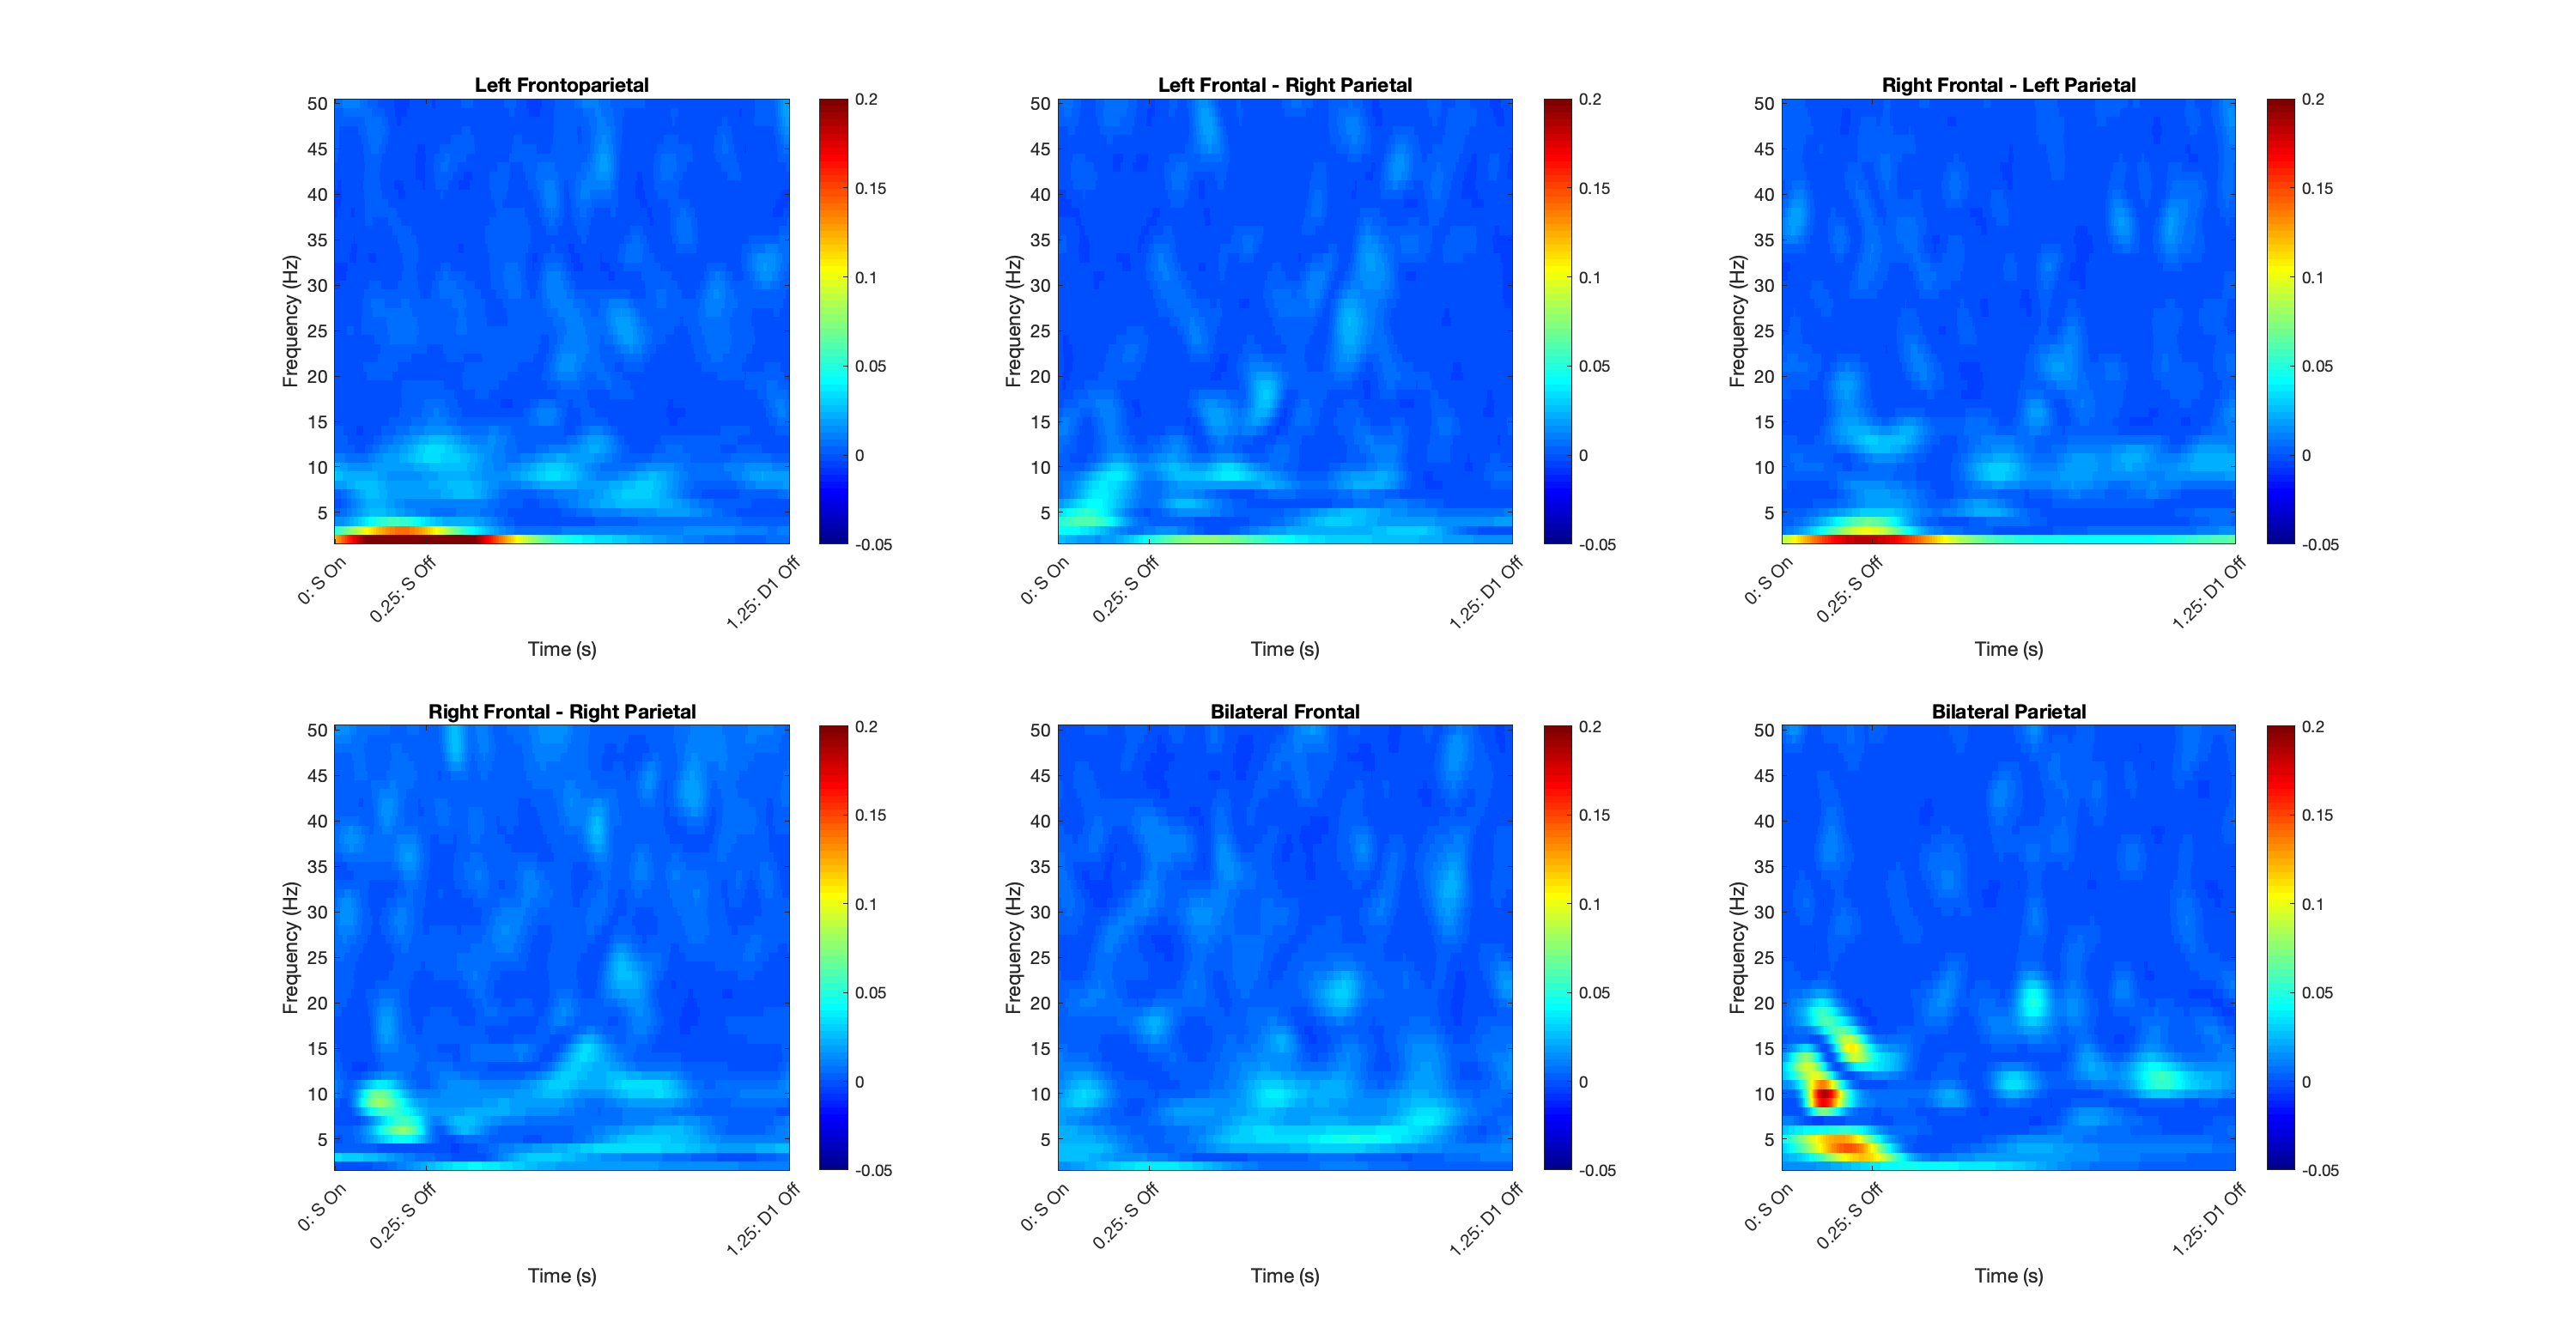 Left Frontoparietal
50
45
40
35
30
25
20
15
10
5
Frequency (Hz)
0: S On
0.25: S Off
1.25: D1 Off
Time (s)
0.2
0.15
0.1
0.05
0
-0.05
Left Frontal - Right Parietal
50
45
40
35
30
25
20
15
10
5
Frequency (Hz)
0: S On
0.25: S Off
1.25: D1 Off
Time (s)
0.2
0.15
0.1
0.05
0
-0.05
Right Frontal - Left Parietal
50
45
40
35
30
25
20
15
10
5
Frequency (Hz)
0: S On
0.25: S Off
1.25: D1 Off
Time (s)
0.2
0.15
0.1
0.05
0
-0.05
Right Frontal - Right Parietal
50
45
40
35
30
25
20
15
10
5
Frequency (Hz)
0: S On
0.25: S Off
1.25: D1 Off
Time (s)
0.2
0.15
0.1
0.05
0
-0.05
Bilateral Frontal
50
45
40
35
30
25
20
15
10
5
Frequency (Hz)
0: S On
0.25: S Off
1.25: D1 Off
Time (s)
0.2
0.15
0.1
0.05
0
-0.05
Bilateral Parietal
50
45
40
35
30
25
20
15
10
5
Frequency (Hz)
0: S On
0.25: S Off
1.25: D1 Off
Time (s)
0.2
0.15
0.1
0.05
0
-0.05